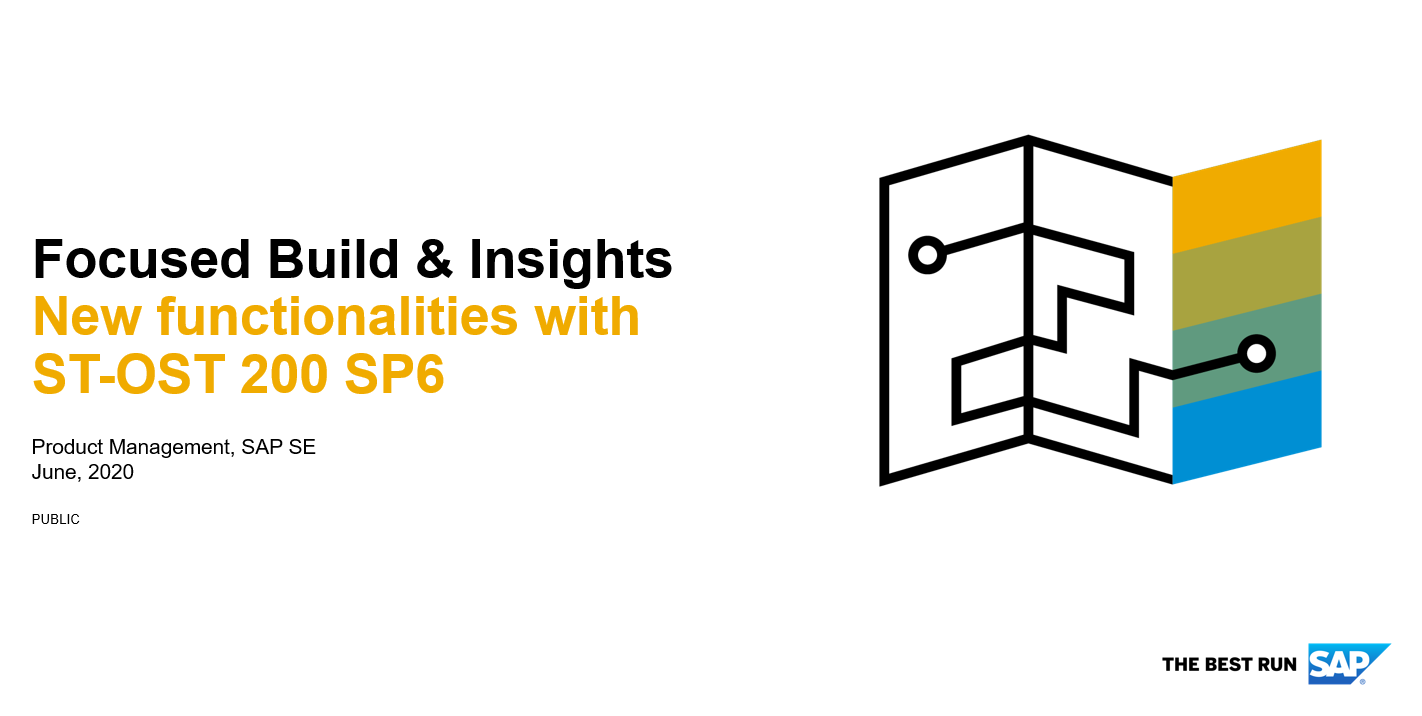 Focused Build & Insights
New functionalities with
ST-OST 200 SP6
Product Management, SAP SE
June, 2020
PUBLIC
THE BEST RUN SAP®